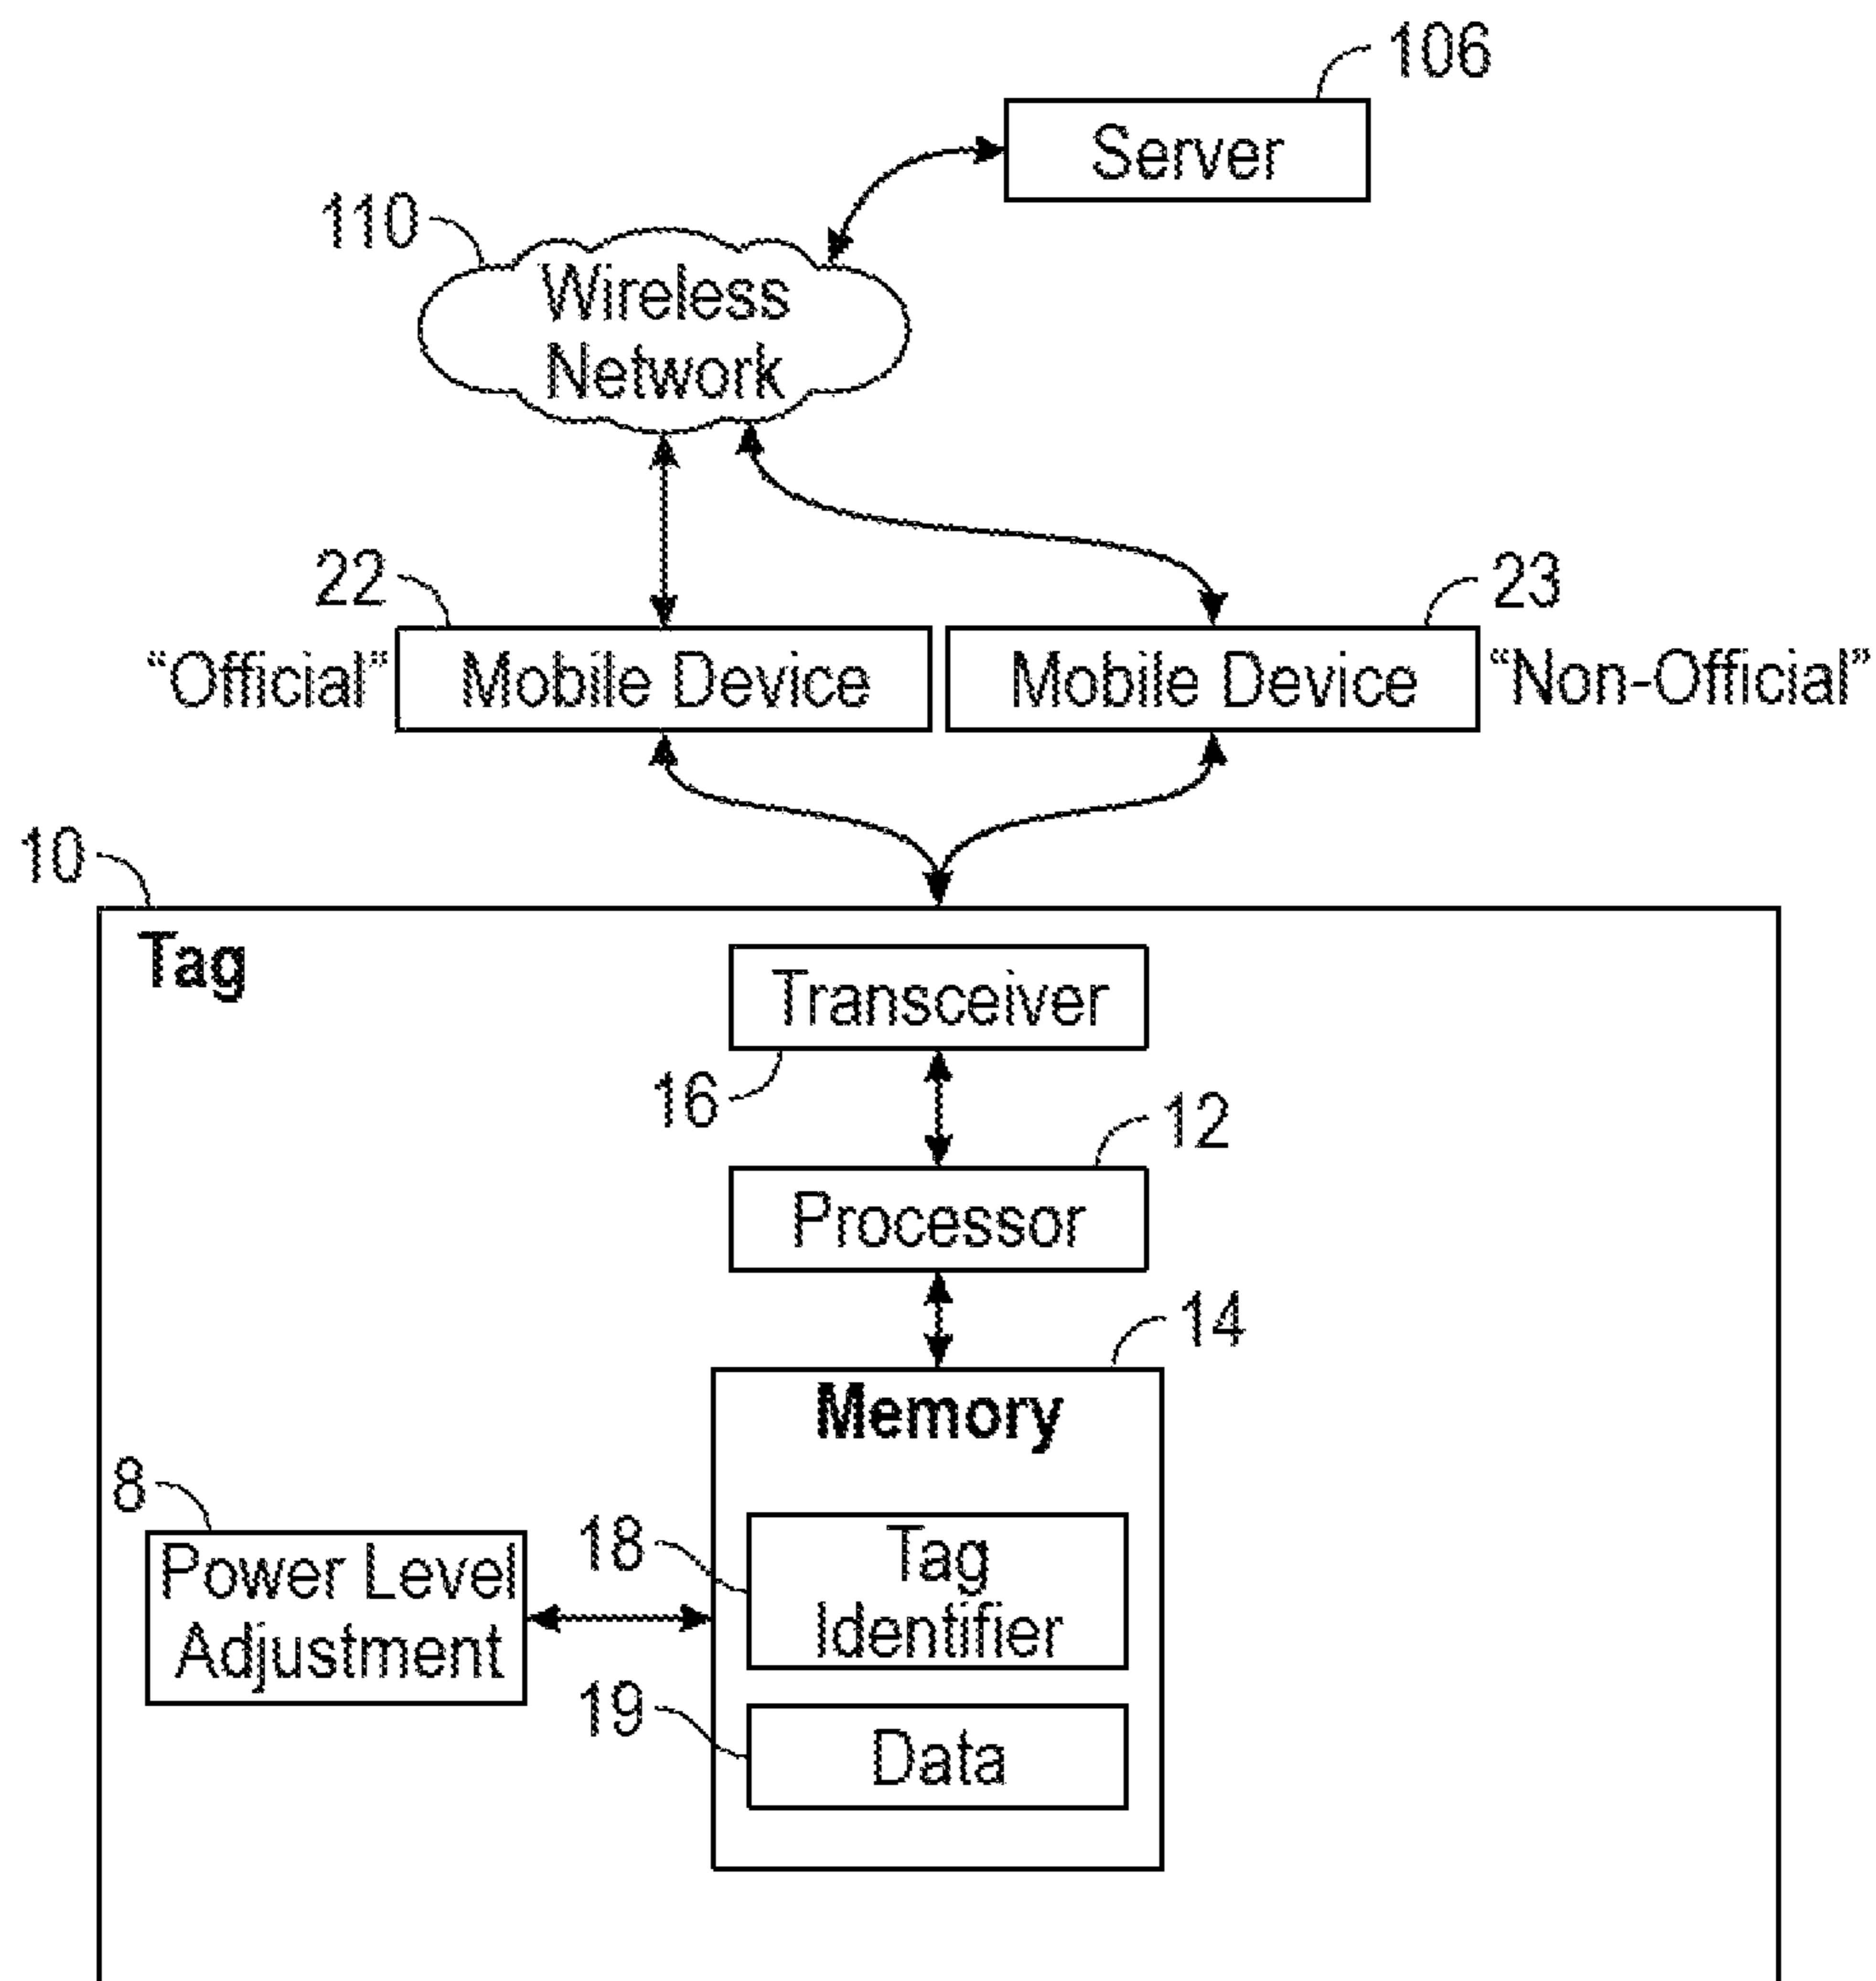 106
Server
110
Wireless
Network
22
23
“Official”
Mobile Device
Mobile Device
“Non-Official”
10
Tag
Transceiver
16
12
Processor
14
Memory
8
18
Tag
Identifier
Power Level
Adjustment
19
Data